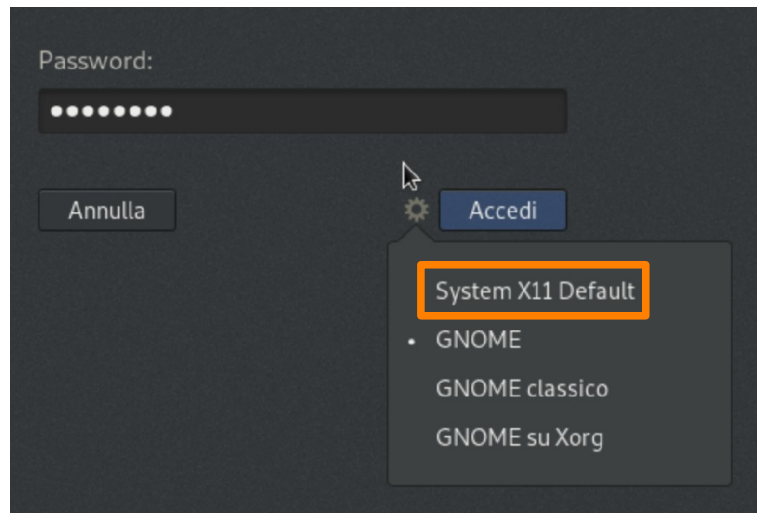 Password:
••••••••
Annulla
Accedi
System X11 Default
• GNOME
GNOME classico
GNOME su Xorg